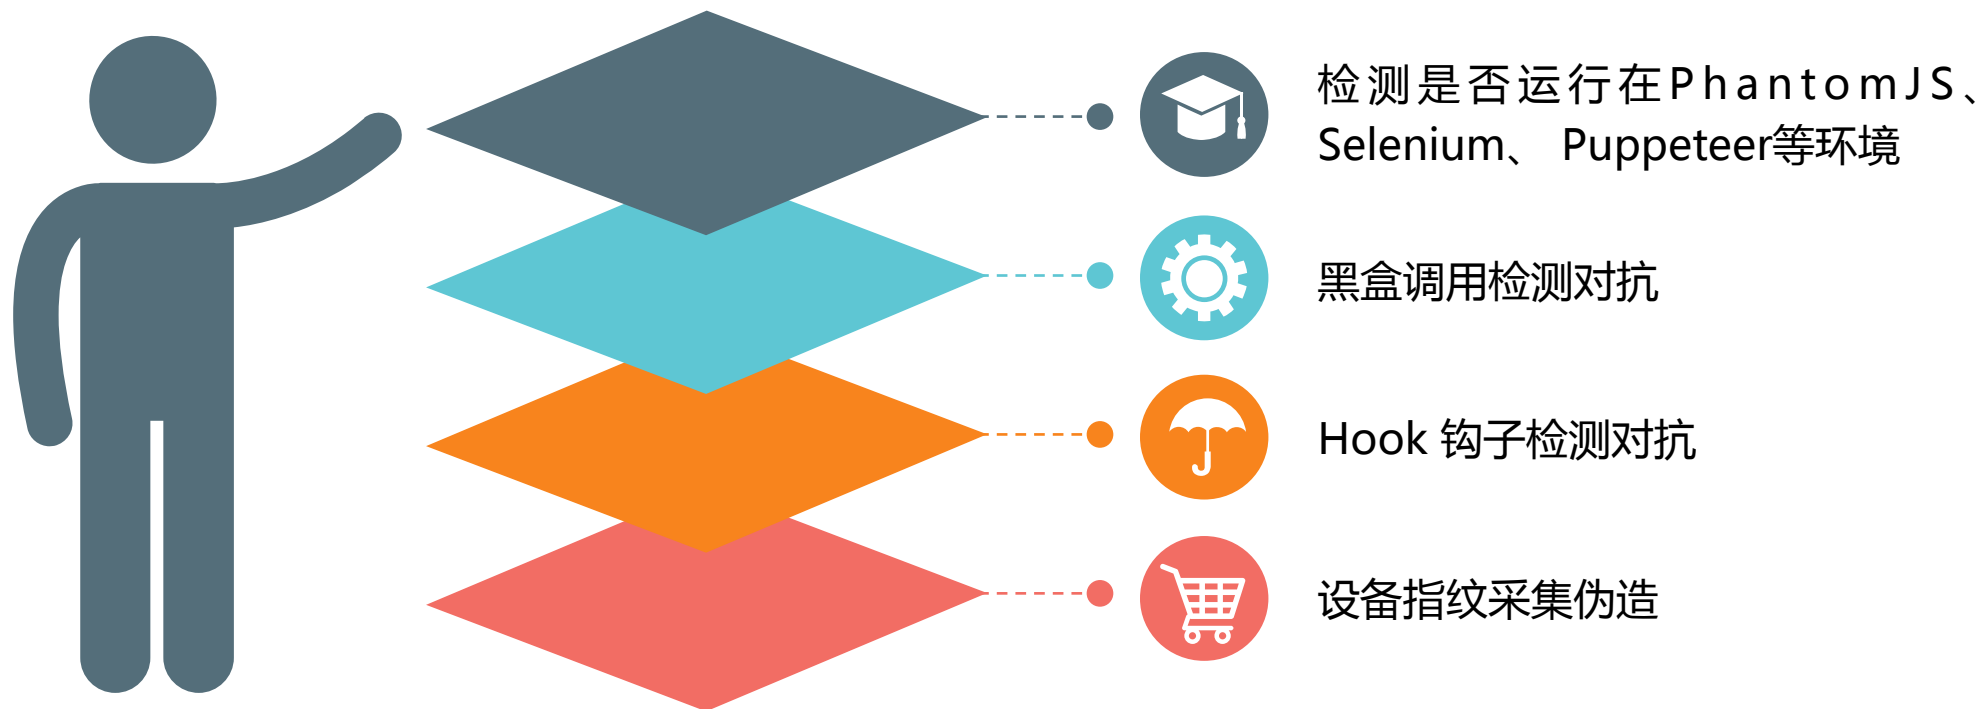 检测是否运行在PhantomJS、
Selenium、 Puppeteer等环境
黑盒调用检测对抗
Hook 钩子检测对抗
设备指纹采集伪造